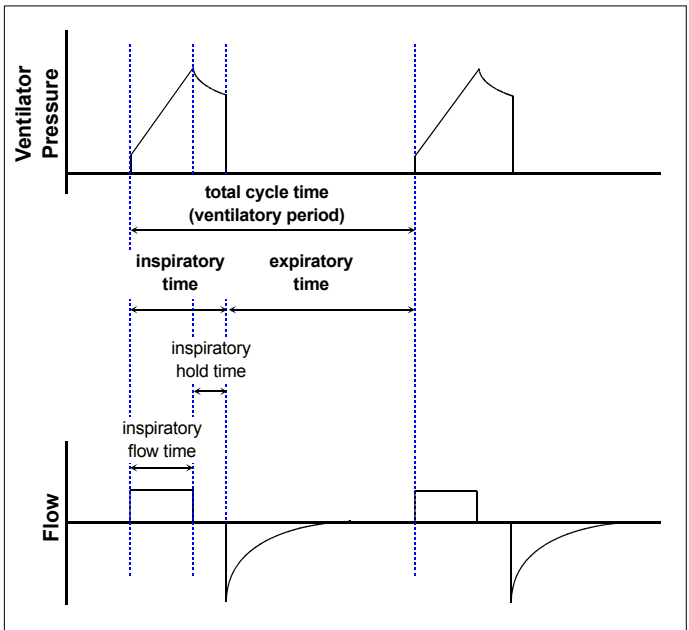 Ventilator
Pressure
total cycle time
(ventilatory period)
inspiratory
time
expiratory
time
inspiratory
hold time
inspiratory
flow time
Flow